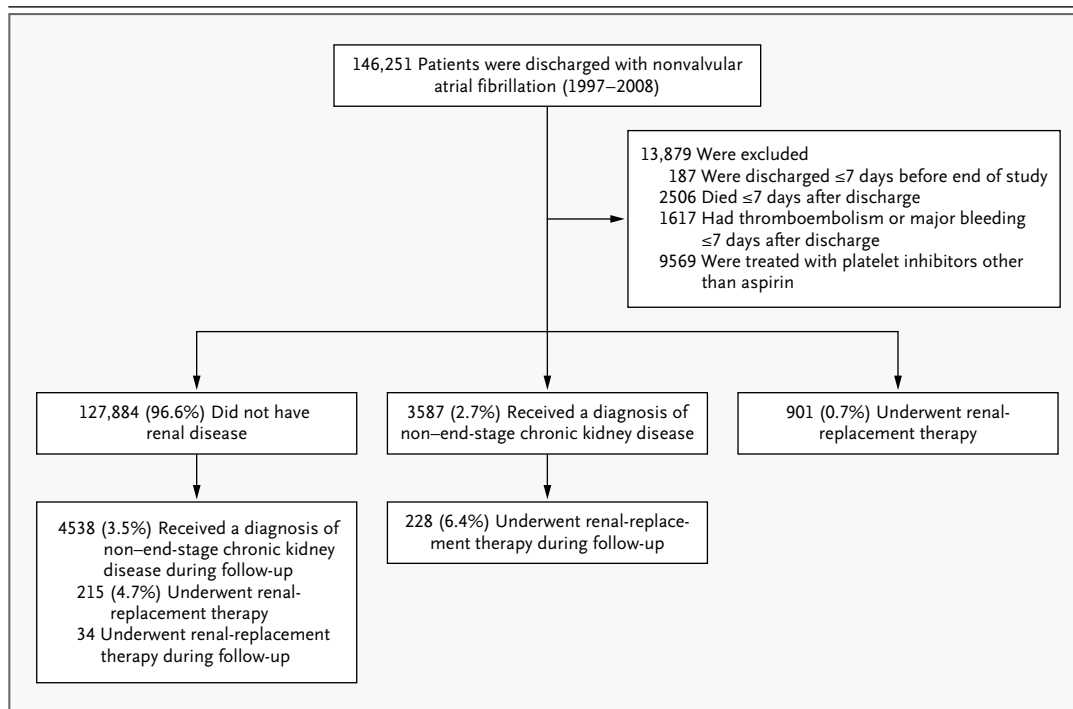 146,251 Patients were discharged with nonvalvular
atrial fibrillation (1997–2008)
13,879 Were excluded
187 Were discharged ≤7 days before end of study
2506 Died ≤7 days after discharge
1617 Had thromboembolism or major bleeding
≤7 days after discharge
9569 Were treated with platelet inhibitors other
than aspirin
127,884 (96.6%) Did not have
renal disease
3587 (2.7%) Received a diagnosis of
non–end-stage chronic kidney disease
901 (0.7%) Underwent renal-
replacement therapy
4538 (3.5%) Received a diagnosis of
non–end-stage chronic kidney
disease during follow-up
215 (4.7%) Underwent renal-
replacement therapy
34 Underwent renal-replacement
therapy during follow-up
228 (6.4%) Underwent renal-replace-
ment therapy during follow-up